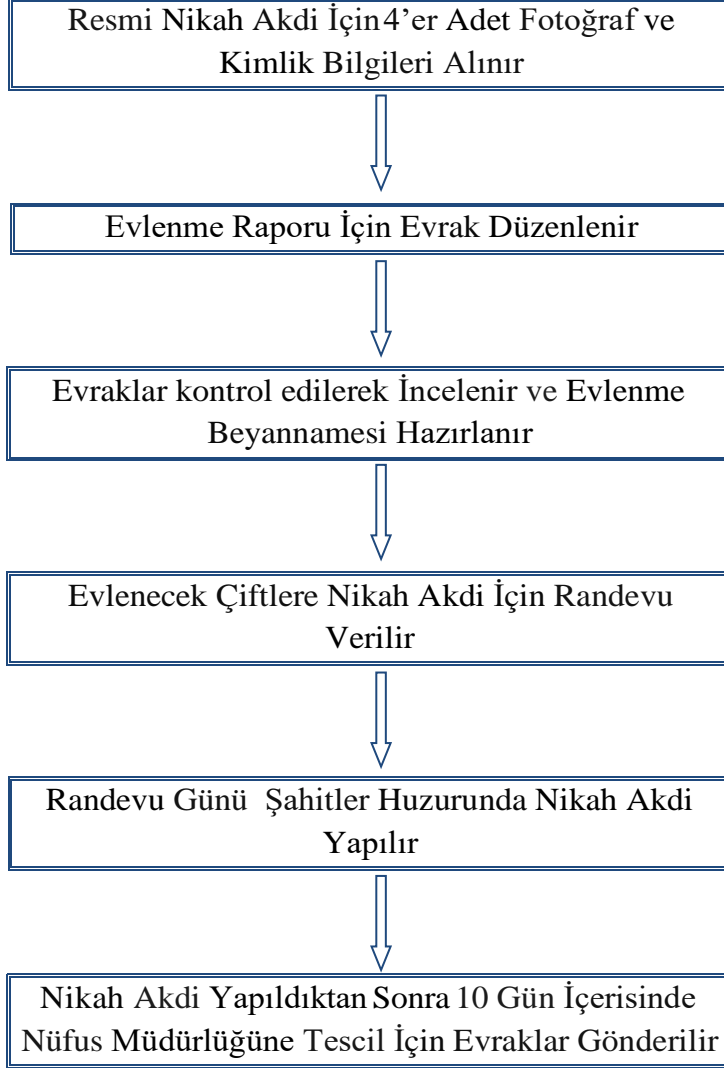 Resmi Nikah Akdi İçin 4’er Adet Fotoğraf ve
Kimlik Bilgileri Alınır
Evlenme Raporu İçin Evrak Düzenlenir
Evraklar kontrol edilerek İncelenir ve Evlenme
Beyannamesi Hazırlanır
Evlenecek Çiftlere Nikah Akdi İçin Randevu
Verilir
Randevu Günü Şahitler Huzurunda Nikah Akdi
Yapılır
Nikah Akdi Yapıldıktan Sonra 10 Gün İçerisinde
Nüfus Müdürlüğüne Tescil İçin Evraklar Gönderilir